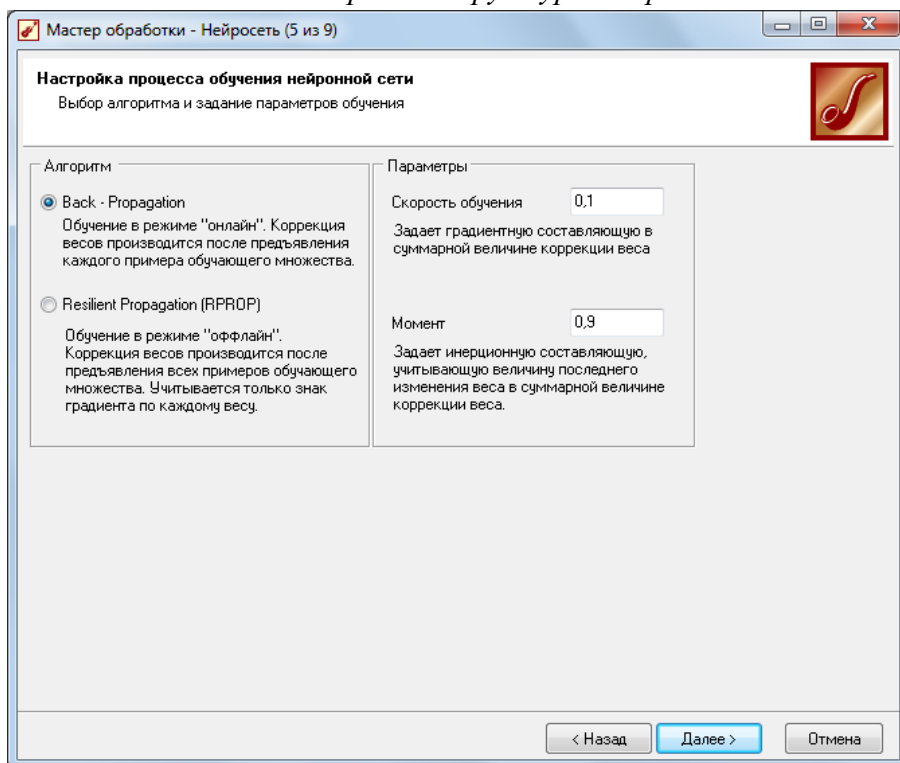 Мастер обработки - Нейросеть (5 из 9)
Настройка процесса обучения нейронной сети
Выбор алгоритма и задание параметров обучения
Алгоритм
Back - Propagation
Обучение в режиме "онлайн". Коррекция
весов производится после предъявления
каждого примера обучающего множества.
Resilient Propagation (RPROP)
Обучение в режиме "оффлайн".
Коррекция весов производится после
предъявления всех примеров обучающего
множества. Учитывается только знак
градиента по каждому весу.
Параметры
Скорость обучения 0,1
Задает градиентную составляющую в
суммарной величине коррекции веса
Момент 0,9
Задает инерционную составляющую,
учитывающую величину последнего
изменения веса в суммарной величине
коррекции веса.
< Назад Далее > Отмена